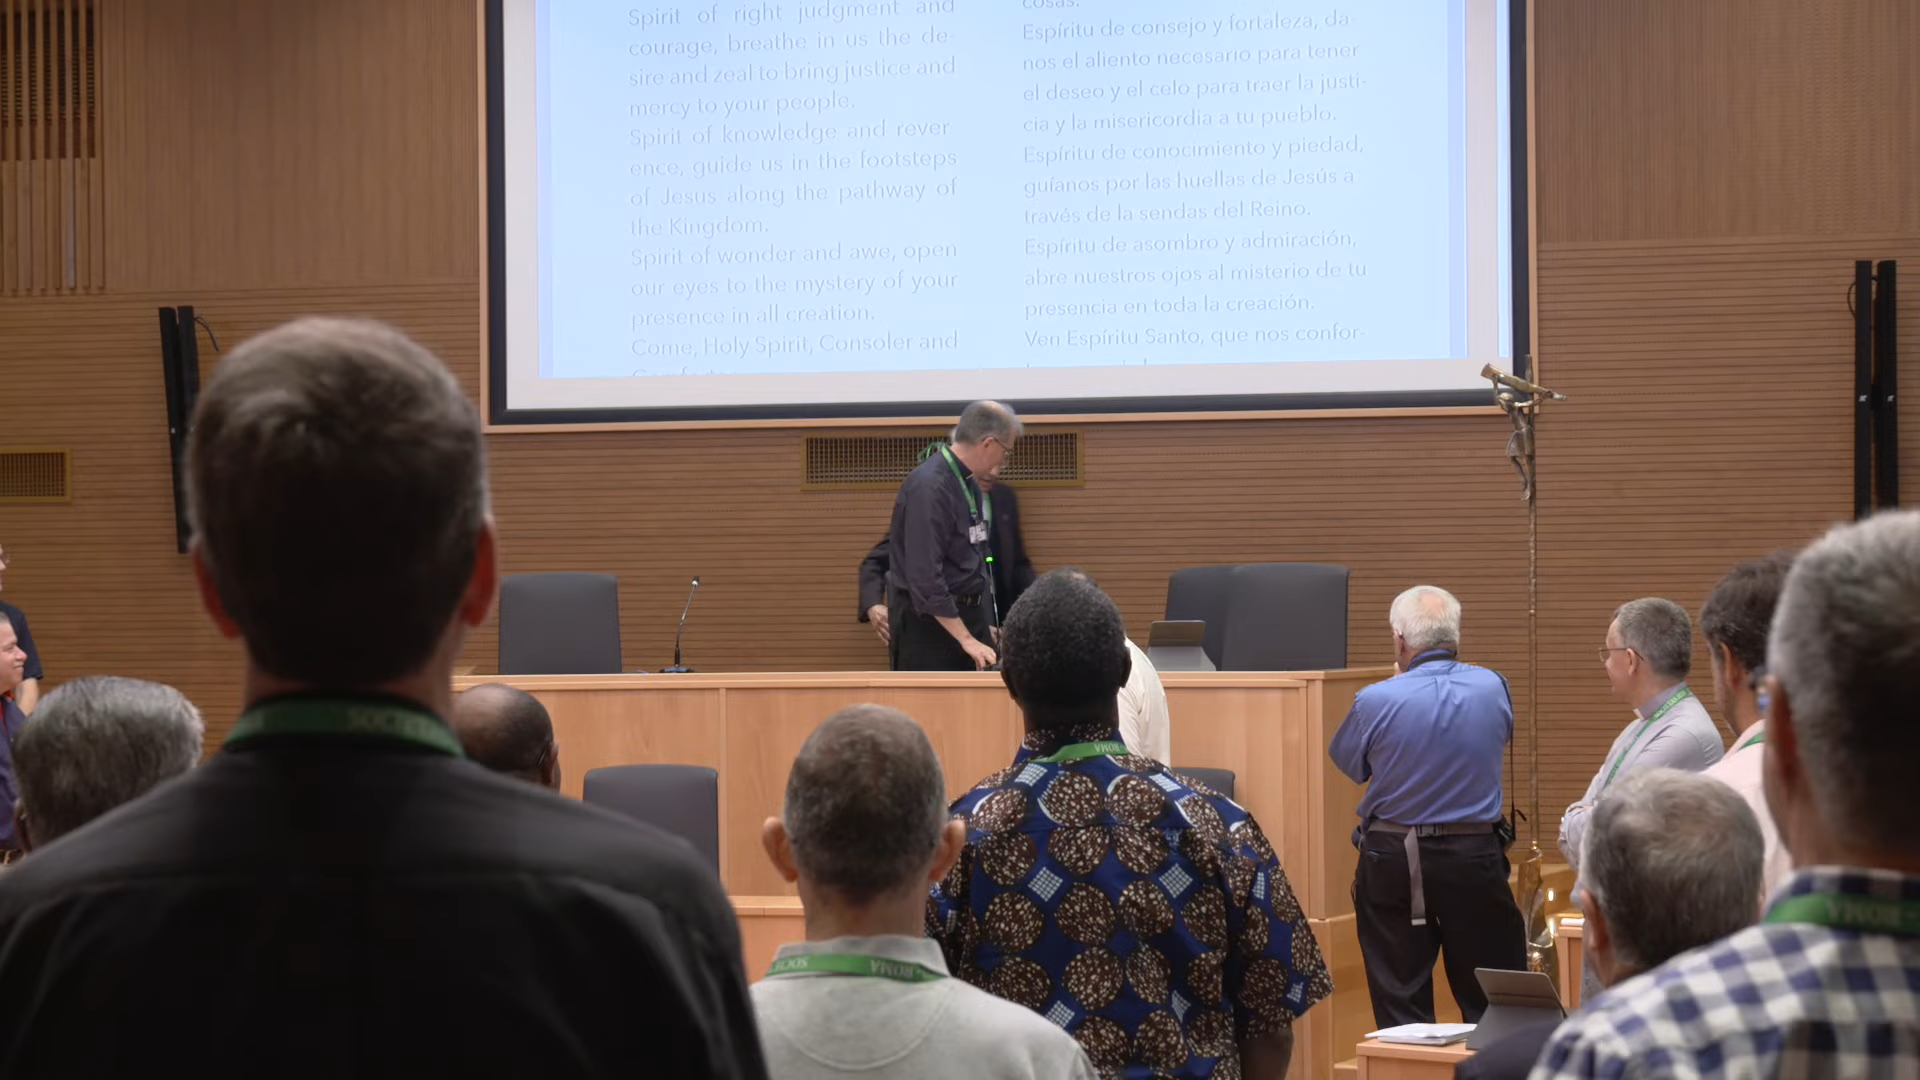 Spirit of right judgment and
courage, breathe in us the de-
sire and zeal to bring justice and
mercy to your people.
Spirit of knowledge and rever-
ence, guide us in the footsteps
of Jesus along the pathway of
the Kingdom.
Spirit of wonder and awe, open
our eyes to the mystery of your
presence in all creation.
Come, Holy Spirit, Consoler and
cosas.
Espíritu de consejo y fortaleza, da-
nos el aliento necesario para tener
el deseo y el celo para traer la justi-
cia y la misericordia a tu pueblo.
Espíritu de conocimiento y piedad,
guíanos por las huellas de Jesús a
través de la sendas del Reino.
Espíritu de asombro y admiración,
abre nuestros ojos al misterio de tu
presencia en toda la creación.
Ven Espíritu Santo, que nos confor-
ROMA
ROMA
ROMA